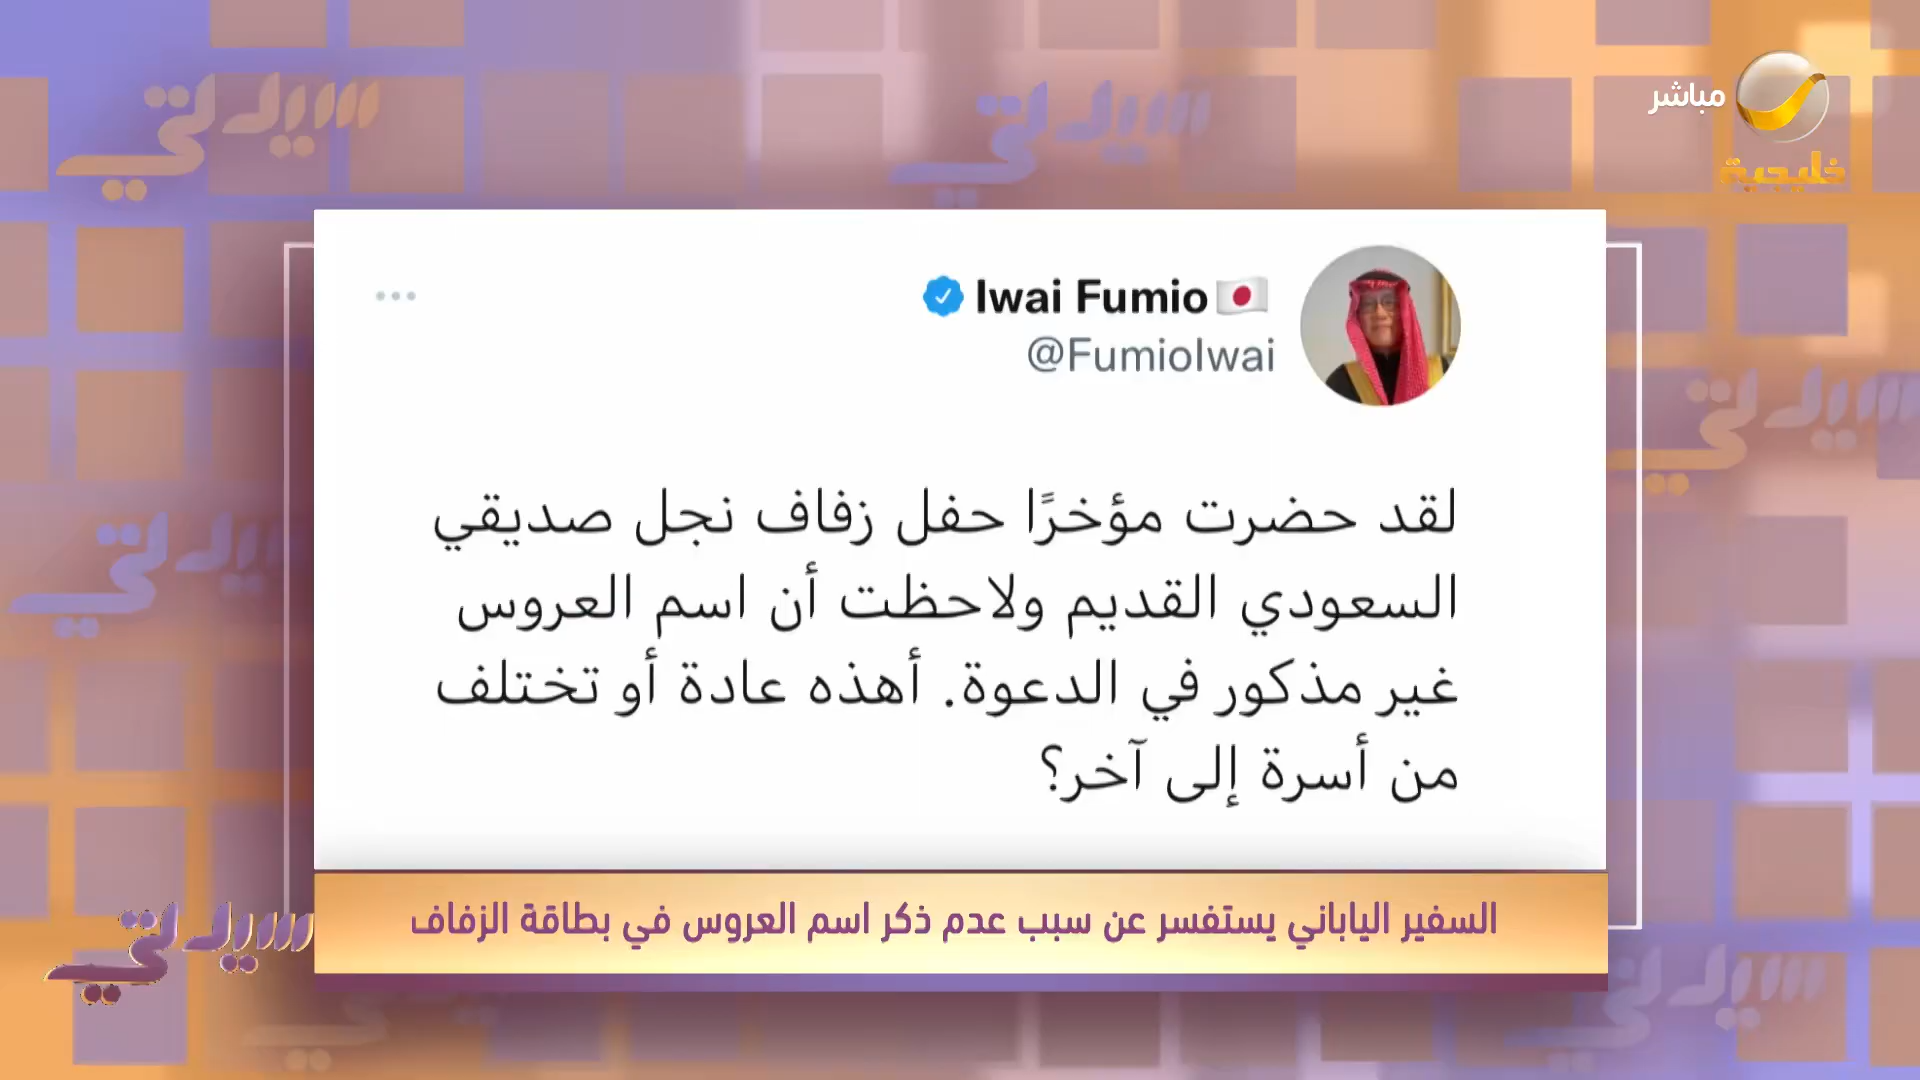 مباشر
خليجية
Iwai Fumio
@FumioIwai
لقد حضرت مؤخرًا حفل زفاف نجل صديقي
السعودي القديم ولاحظت أن اسم العروس
غير مذكور في الدعوة. أهذه عادة أو تختلف
من أسرة إلى آخر؟
السفير الياباني يستفسر عن سبب عدم ذكر اسم العروس في بطاقة الزفاف
سيدتي